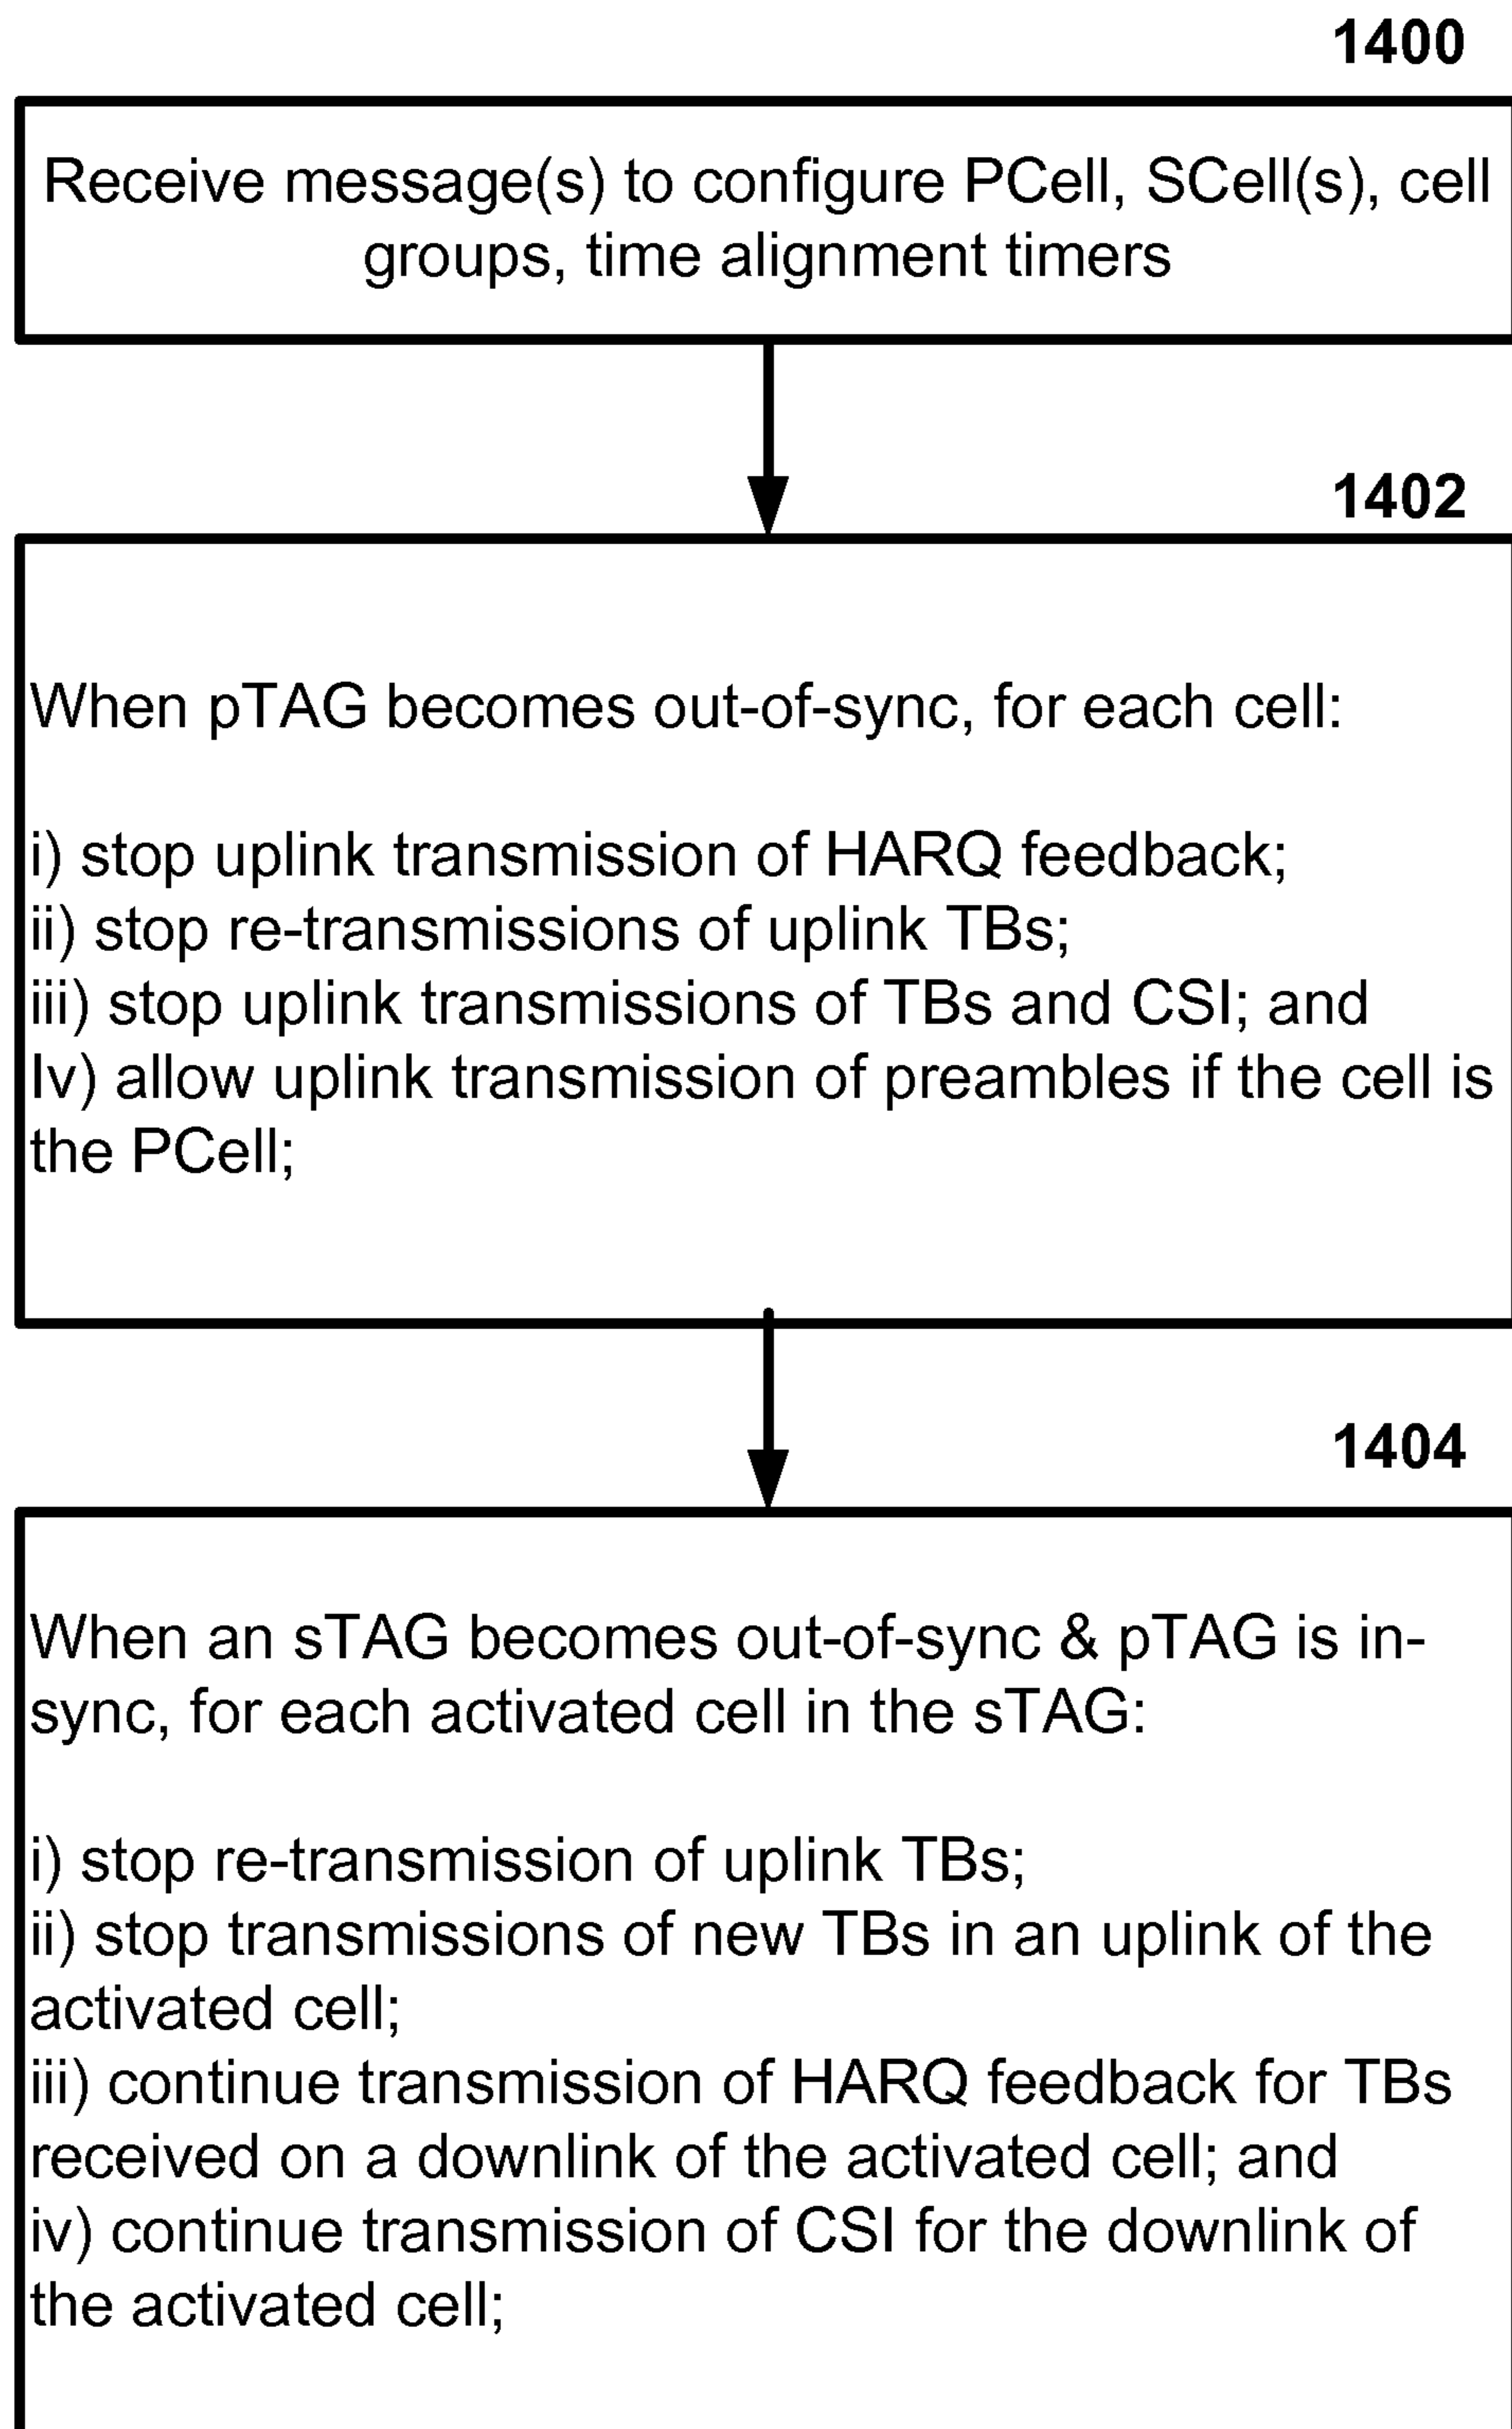 1400
Receive message(s) to configure PCell, SCell(s), cell
groups, time alignment timers
1402
When pTAG becomes out-of-sync, for each cell:
i) stop uplink transmission of HARQ feedback;
ii) stop re-transmissions of uplink TBs;
iii) stop uplink transmissions of TBs and CSI; and
Iv) allow uplink transmission of preambles if the cell is
the PCell;
1404
When an sTAG becomes out-of-sync & pTAG is in-
sync, for each activated cell in the sTAG:
i) stop re-transmission of uplink TBs;
ii) stop transmissions of new TBs in an uplink of the
activated cell;
iii) continue transmission of HARQ feedback for TBs
received on a downlink of the activated cell; and
iv) continue transmission of CSI for the downlink of
the activated cell;